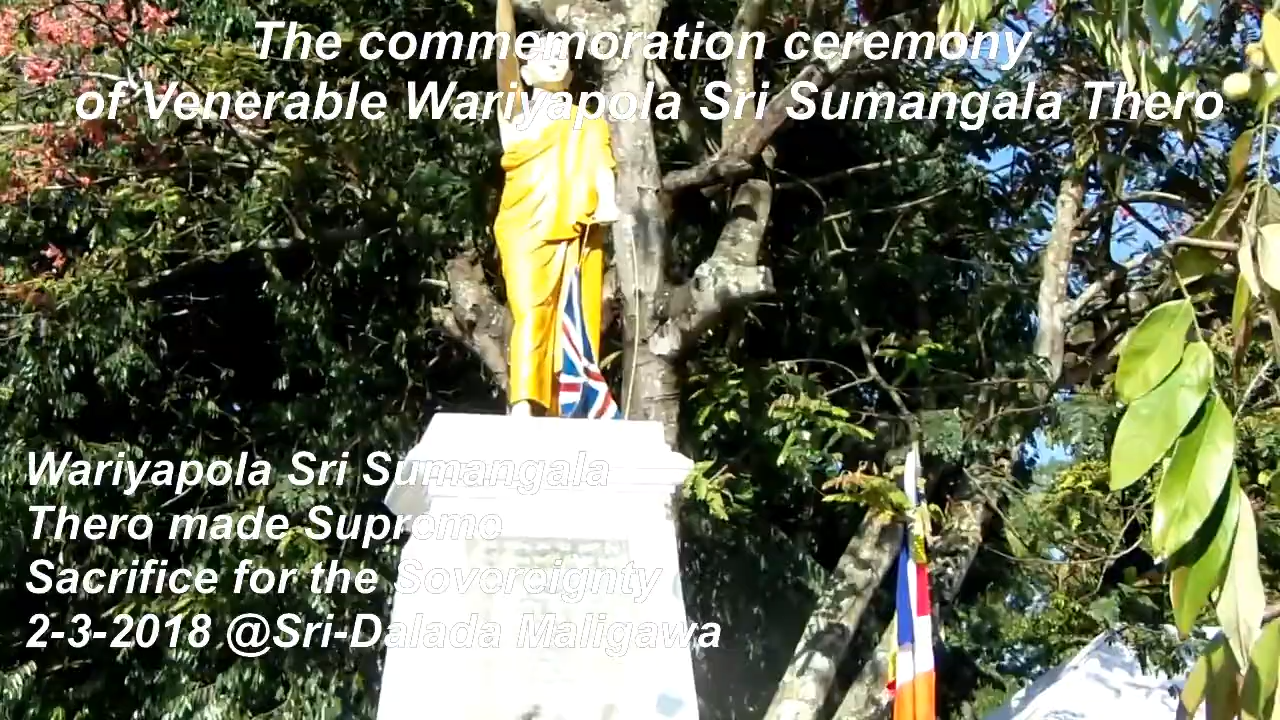 The commemoration ceremony
of Venerable Wariyapola Sri Sumangala Thero
Wariyapola Sri Sumangala
Thero made Supreme
Sacrifice for the Sovereignty
2-3-2018 @Sri-Dalada Maligawa